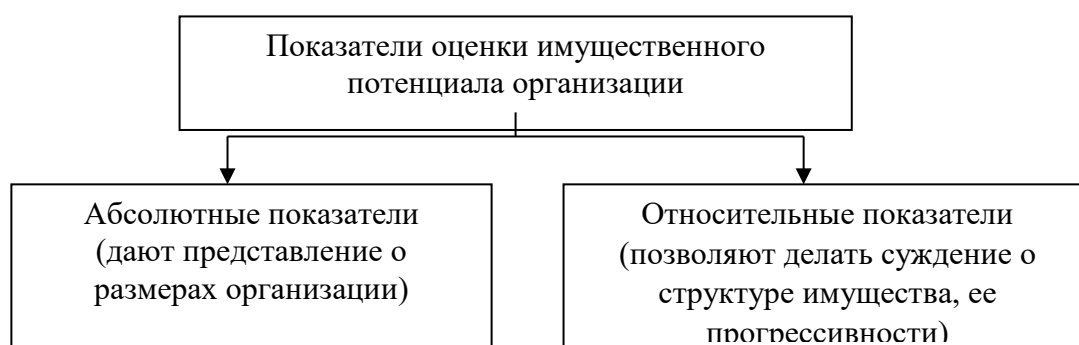 Показатели оценки имущественного
потенциала организации
Абсолютные показатели
(дают представление о
размерах организации)
Относительные показатели
(позволяют делать суждение о
структуре имущества, ее
прогрессивности)